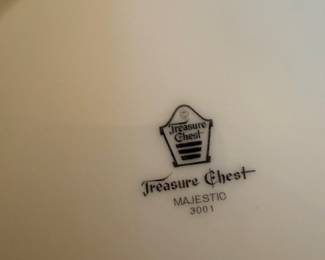 Treasure
Chest
Treasure Chest
MAJESTIC
3001